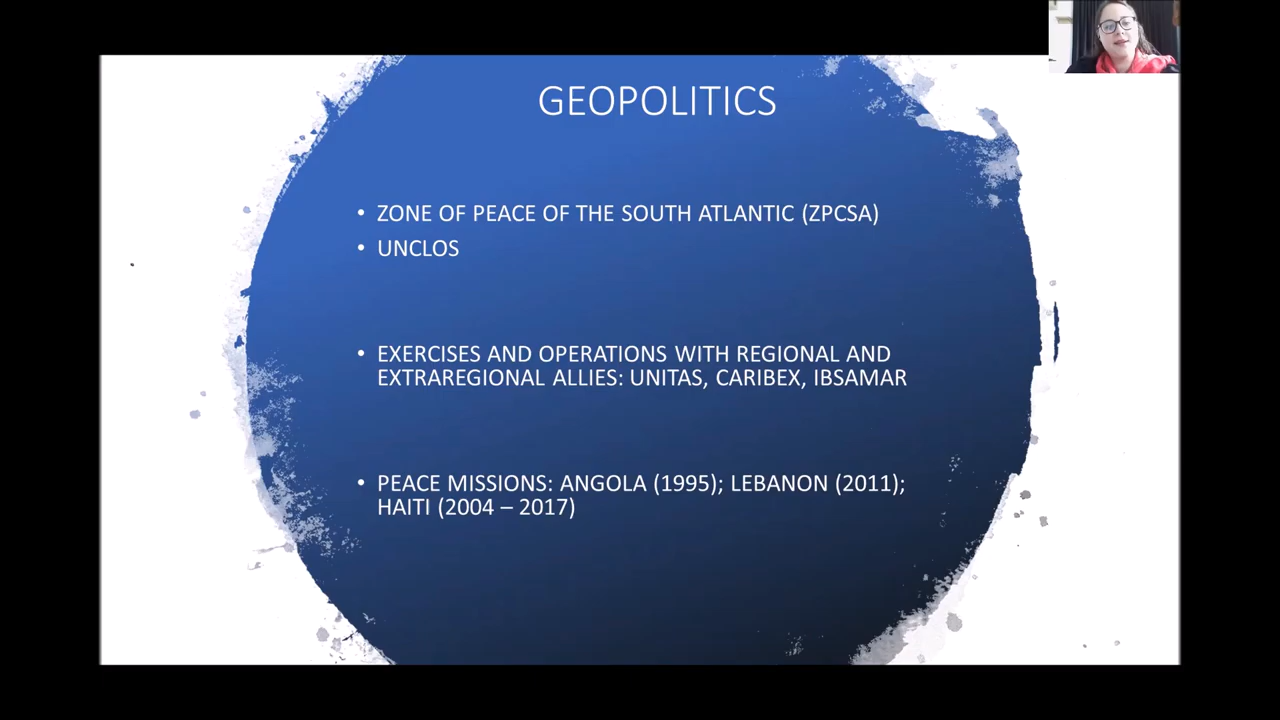 GEOPOLITICS
• ZONE OF PEACE OF THE SOUTH ATLANTIC (ZPCSA)
• UNCLOS
• EXERCISES AND OPERATIONS WITH REGIONAL AND
EXTRAREGIONAL ALLIES: UNITAS, CARIBEX, IBSAMAR
• PEACE MISSIONS: ANGOLA (1995); LEBANON (2011);
HAITI (2004 – 2017)